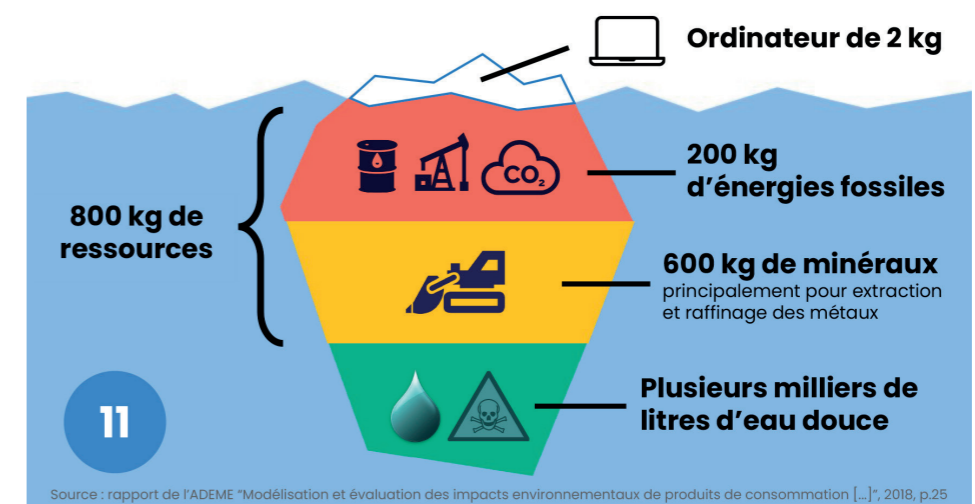 Ordinateur de 2 kg
CO₂
200 kg
d'énergies fossiles
800 kg de
ressources
600 kg de minéraux
principalement pour extraction
et raffinage des métaux
Plusieurs milliers de
litres d'eau douce
11
Source : rapport de l'ADEME "Modélisation et évaluation des impacts environnementaux de produits de consommation [...]", 2018, p.25